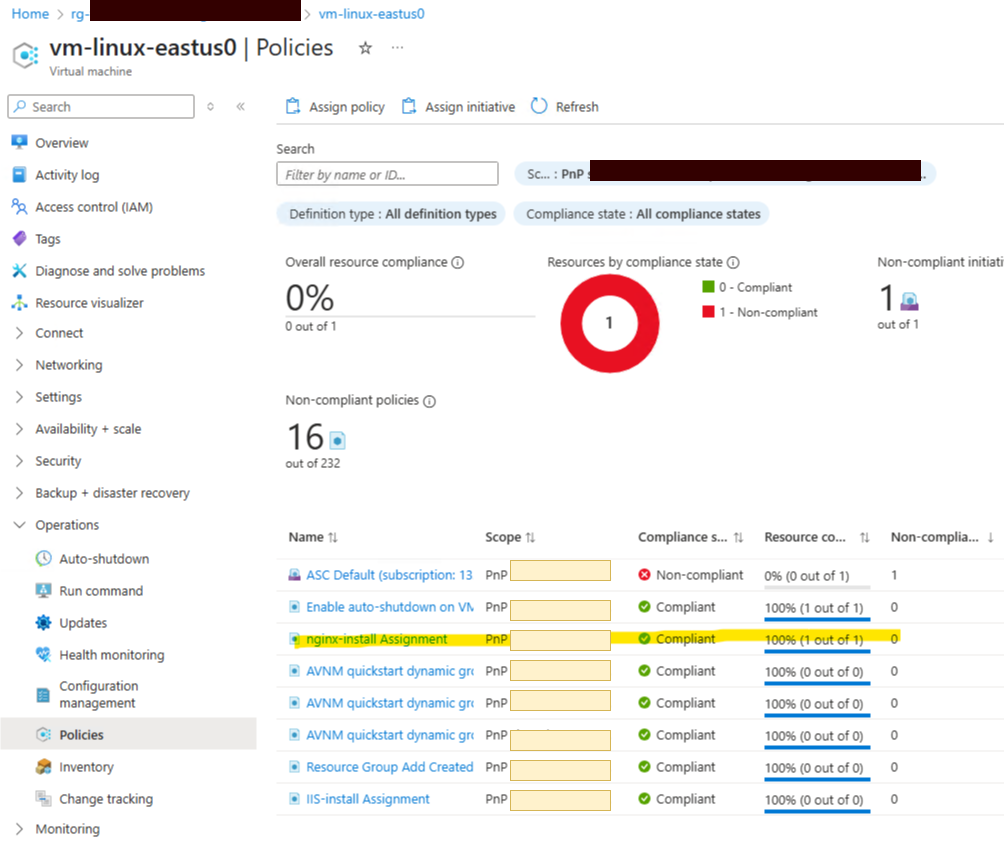 Home > rg- > vm-linux-eastus0
vm-linux-eastus0 | Policies
Virtual machine
Search
Overview
Activity log
Access control (IAM)
Tags
Diagnose and solve problems
Resource visualizer
Connect
Networking
Settings
Availability + scale
Security
Backup + disaster recovery
Operations
Auto-shutdown
Run command
Updates
Health monitoring
Configuration
management
Policies
Inventory
Change tracking
Monitoring
Assign policy Assign initiative Refresh
Search
Filter by name or ID...
Sc... : PnP
Definition type : All definition types
Compliance state : All compliance states
Overall resource compliance
0%
0 out of 1
Resources by compliance state
1
0 - Compliant
1 - Non-compliant
Non-compliant initiati
1
out of 1
Non-compliant policies
16
out of 232
Name Scope Compliance s... Resource co... Non-complia...
ASC Default (subscription: 13 PnP Non-compliant 0% (0 out of 1) 1
Enable auto-shutdown on VM PnP Compliant 100% (1 out of 1) 0
nginx-install Assignment PnP Compliant 100% (1 out of 1) 0
AVNM quickstart dynamic gr PnP Compliant 100% (0 out of 0) 0
AVNM quickstart dynamic gr PnP Compliant 100% (0 out of 0) 0
AVNM quickstart dynamic gr PnP Compliant 100% (0 out of 0) 0
Resource Group Add Created PnP Compliant 100% (0 out of 0) 0
IIS-install Assignment PnP Compliant 100% (0 out of 0) 0